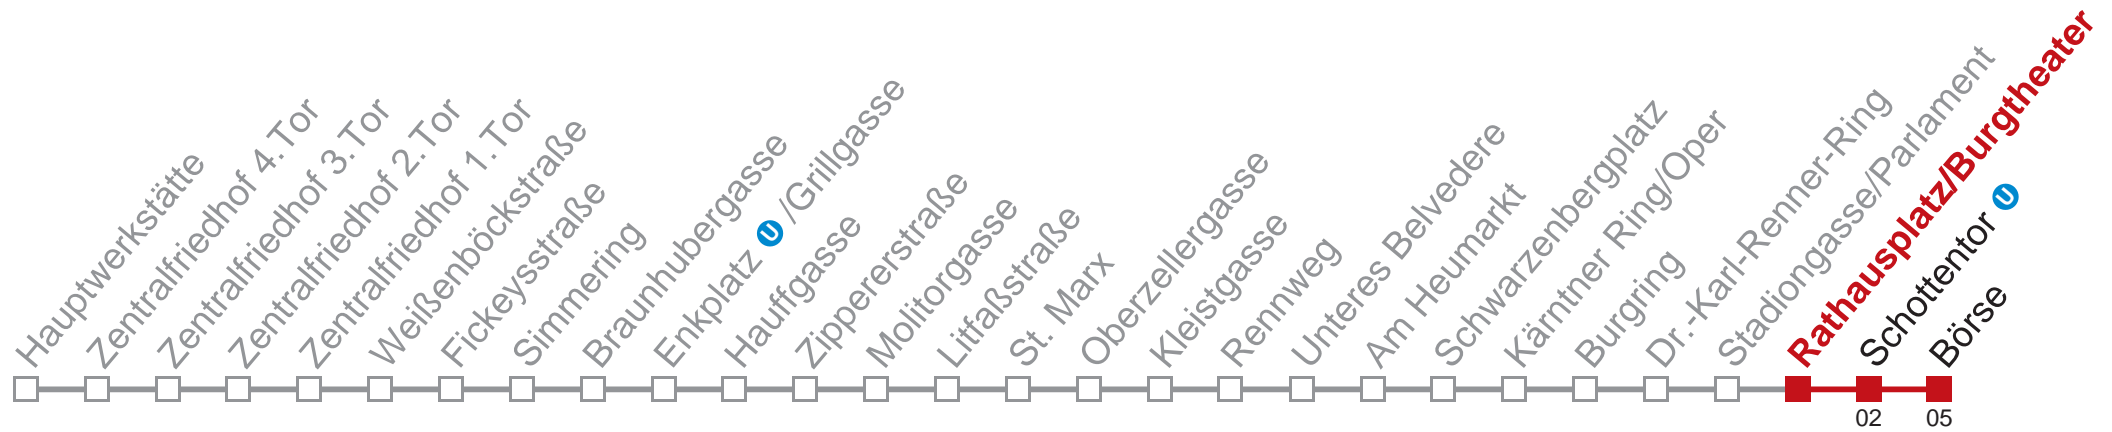 Hauptwerkstätte
Zentralfriedhof 4.Tor
Zentralfriedhof 3.Tor
Zentralfriedhof 2.Tor
Zentralfriedhof 1.Tor
Weißenböckstraße
Fickeysstraße
Simmering
Braunhubergasse
Enkplatz U /Grillgasse
Hauffgasse
Zippererstraße
Molitorgasse
Litfaßstraße
St. Marx
Oberzellergasse
Kleistgasse
Rennweg
Unteres Belvedere
Am Heumarkt
Schwarzenbergplatz
Kärntner Ring/Oper
Burgring
Dr.-Karl-Renner-Ring
Stadiongasse/Parlament
Rathausplatz/Burgtheater
Schottentor U
Börse
02
05